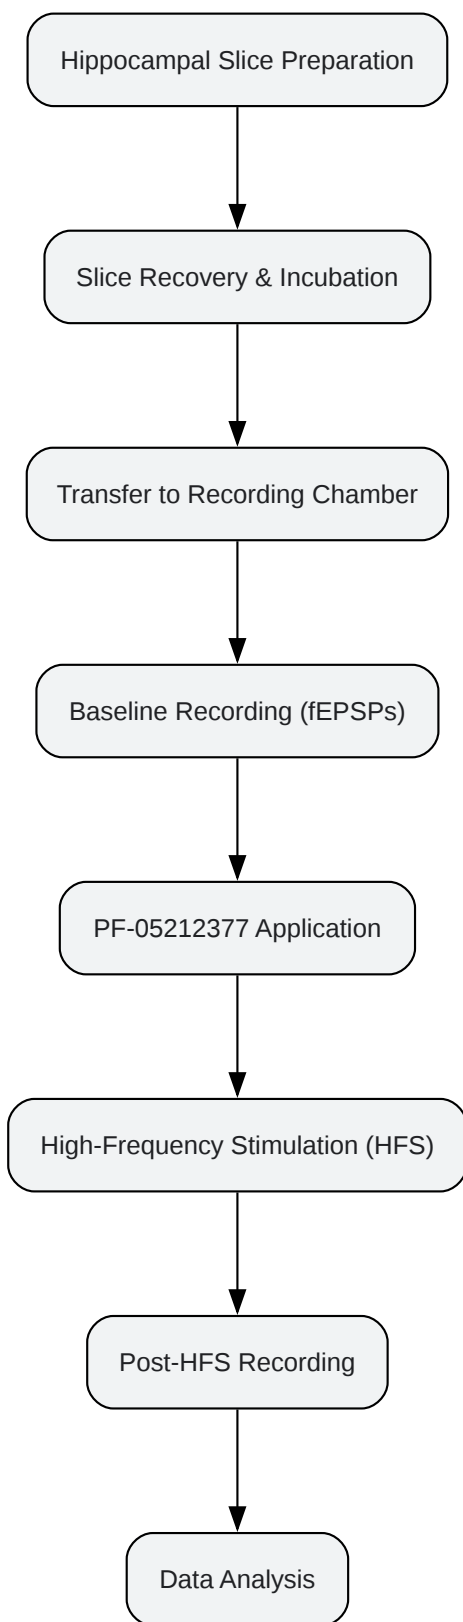 Hippocampal Slice Preparation
Slice Recovery & Incubation
Transfer to Recording Chamber
Baseline Recording (fEPSPs)
PF-05212377 Application
High-Frequency Stimulation (HFS)
Post-HFS Recording
Data Analysis